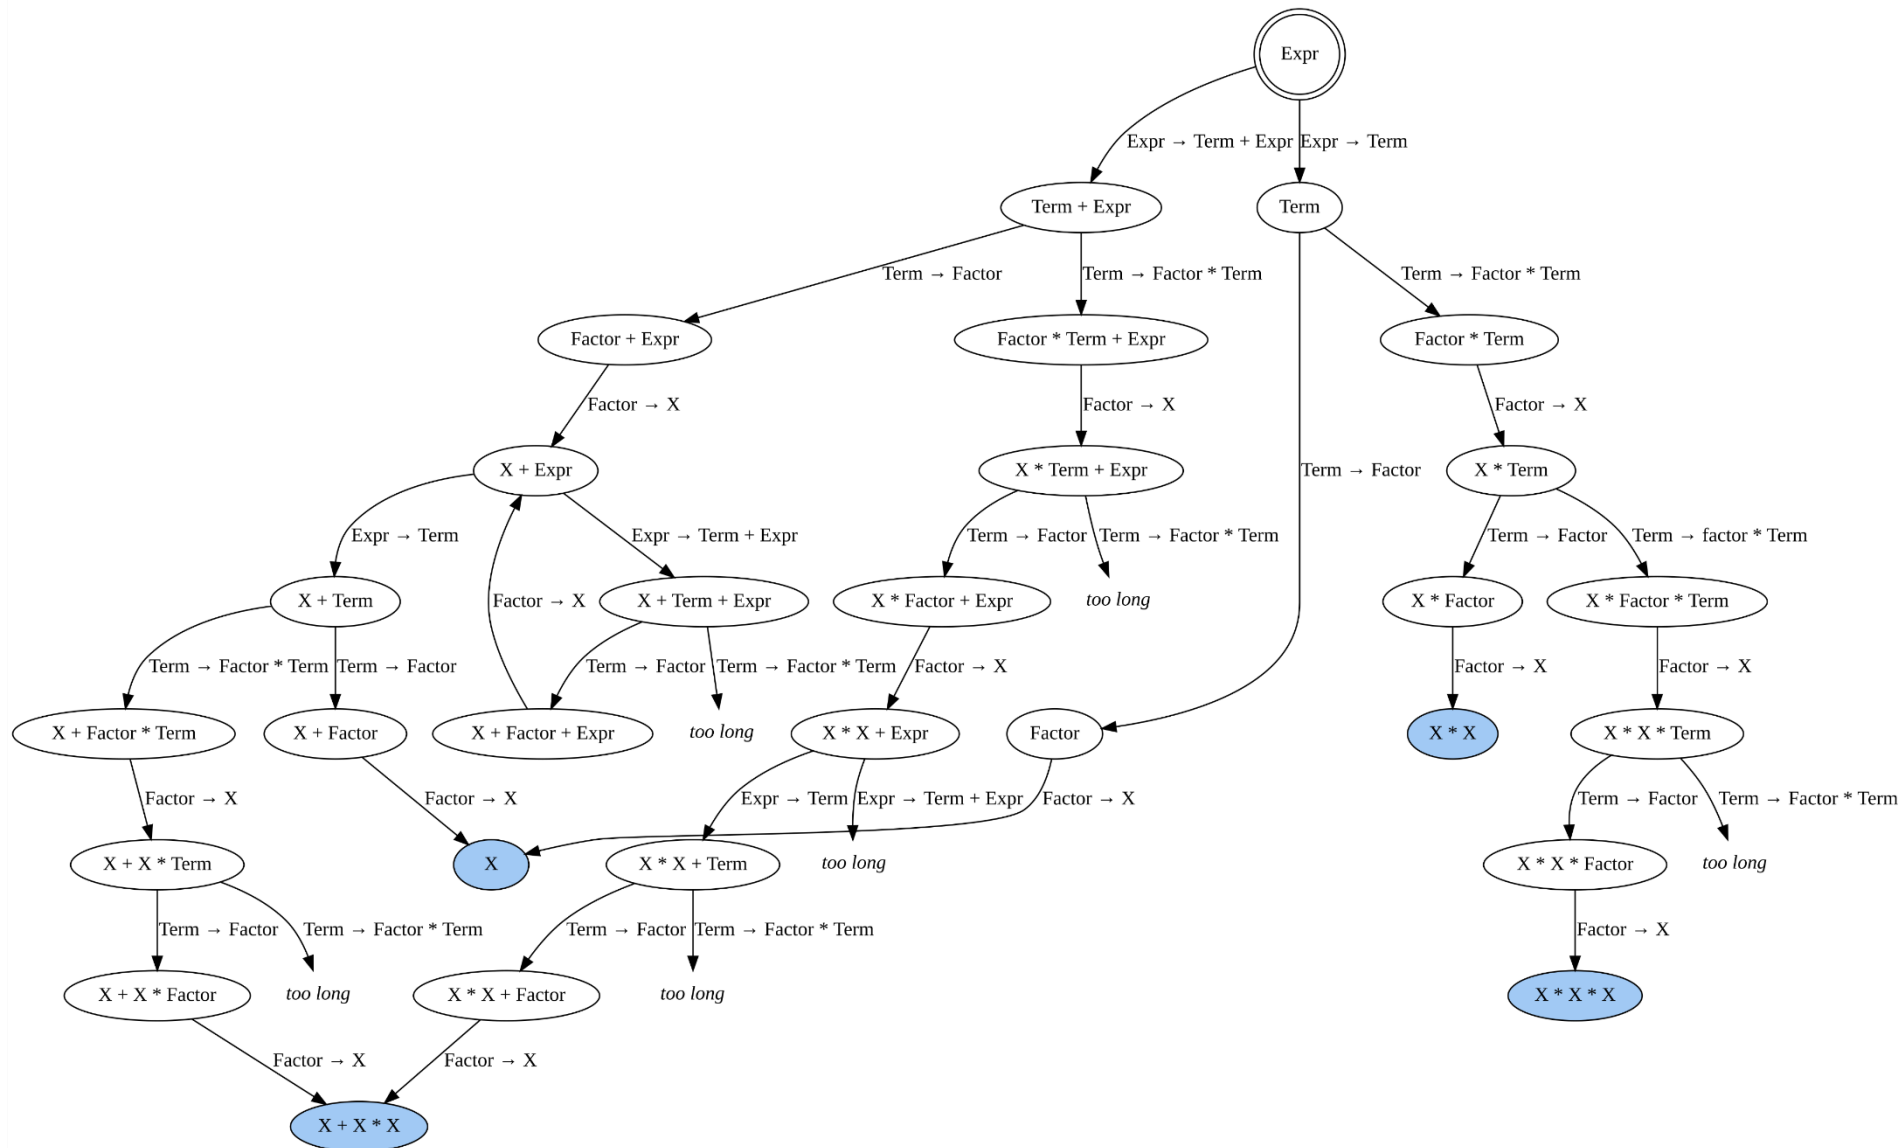 Expr
Expr → Term + Expr Expr → Term
Term + Expr Term
Term → Factor Term → Factor * Term Term → Factor * Term
Factor + Expr Factor * Term + Expr Factor * Term
Factor → X Factor → X Factor → X
X + Expr X * Term + Expr Term → Factor X * Term
Expr → Term Expr → Term + Expr Term → Factor Term → Factor * Term Term → Factor Term → factor * Term
X + Term Factor → X X + Term + Expr X * Factor + Expr too long X * Factor X * Factor * Term
Term → Factor * Term Term → Factor Term → Factor Term → Factor * Term Factor → X Factor → X Factor → X
X + Factor * Term X + Factor X + Factor + Expr too long X * X + Expr Factor X * X X * X * Term
Factor → X Factor → X Expr → Term Expr → Term + Expr Factor → X Term → Factor Term → Factor * Term
X + X * Term X X * X + Term too long X * X * Factor too long
Term → Factor Term → Factor * Term Term → Factor Term → Factor * Term Factor → X
X + X * Factor too long X * X + Factor too long X * X * X
Factor → X Factor → X
X + X * X